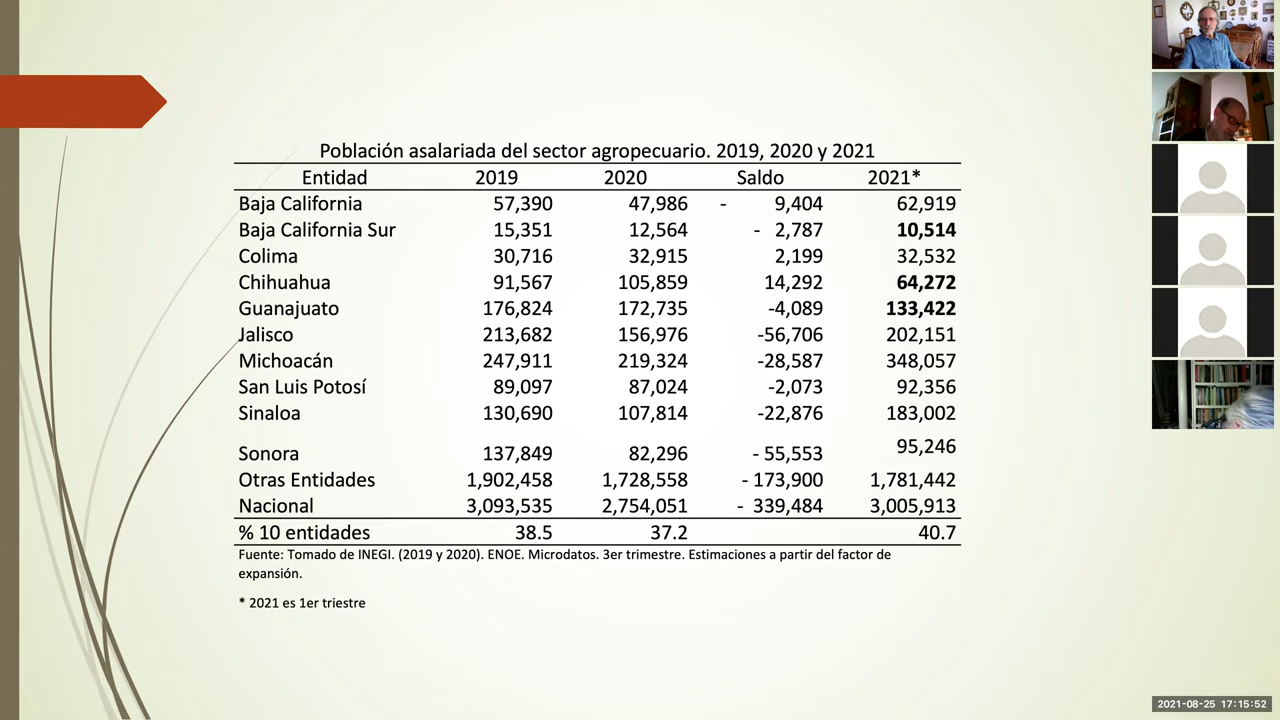 Población asalariada del sector agropecuario. 2019, 2020 y 2021
Entidad 2019 2020 Saldo 2021*
Baja California 57,390 47,986 - 9,404 62,919
Baja California Sur 15,351 12,564 - 2,787 10,514
Colima 30,716 32,915 2,199 32,532
Chihuahua 91,567 105,859 14,292 64,272
Guanajuato 176,824 172,735 -4,089 133,422
Jalisco 213,682 156,976 -56,706 202,151
Michoacán 247,911 219,324 -28,587 348,057
San Luis Potosí 89,097 87,024 -2,073 92,356
Sinaloa 130,690 107,814 -22,876 183,002
Sonora 137,849 82,296 - 55,553 95,246
Otras Entidades 1,902,458 1,728,558 - 173,900 1,781,442
Nacional 3,093,535 2,754,051 - 339,484 3,005,913
% 10 entidades 38.5 37.2 40.7
Fuente: Tomado de INEGI. (2019 y 2020). ENOE. Microdatos. 3er trimestre. Estimaciones a partir del factor de
expansión.
* 2021 es 1er triestre
2021-08-25 17:15:52